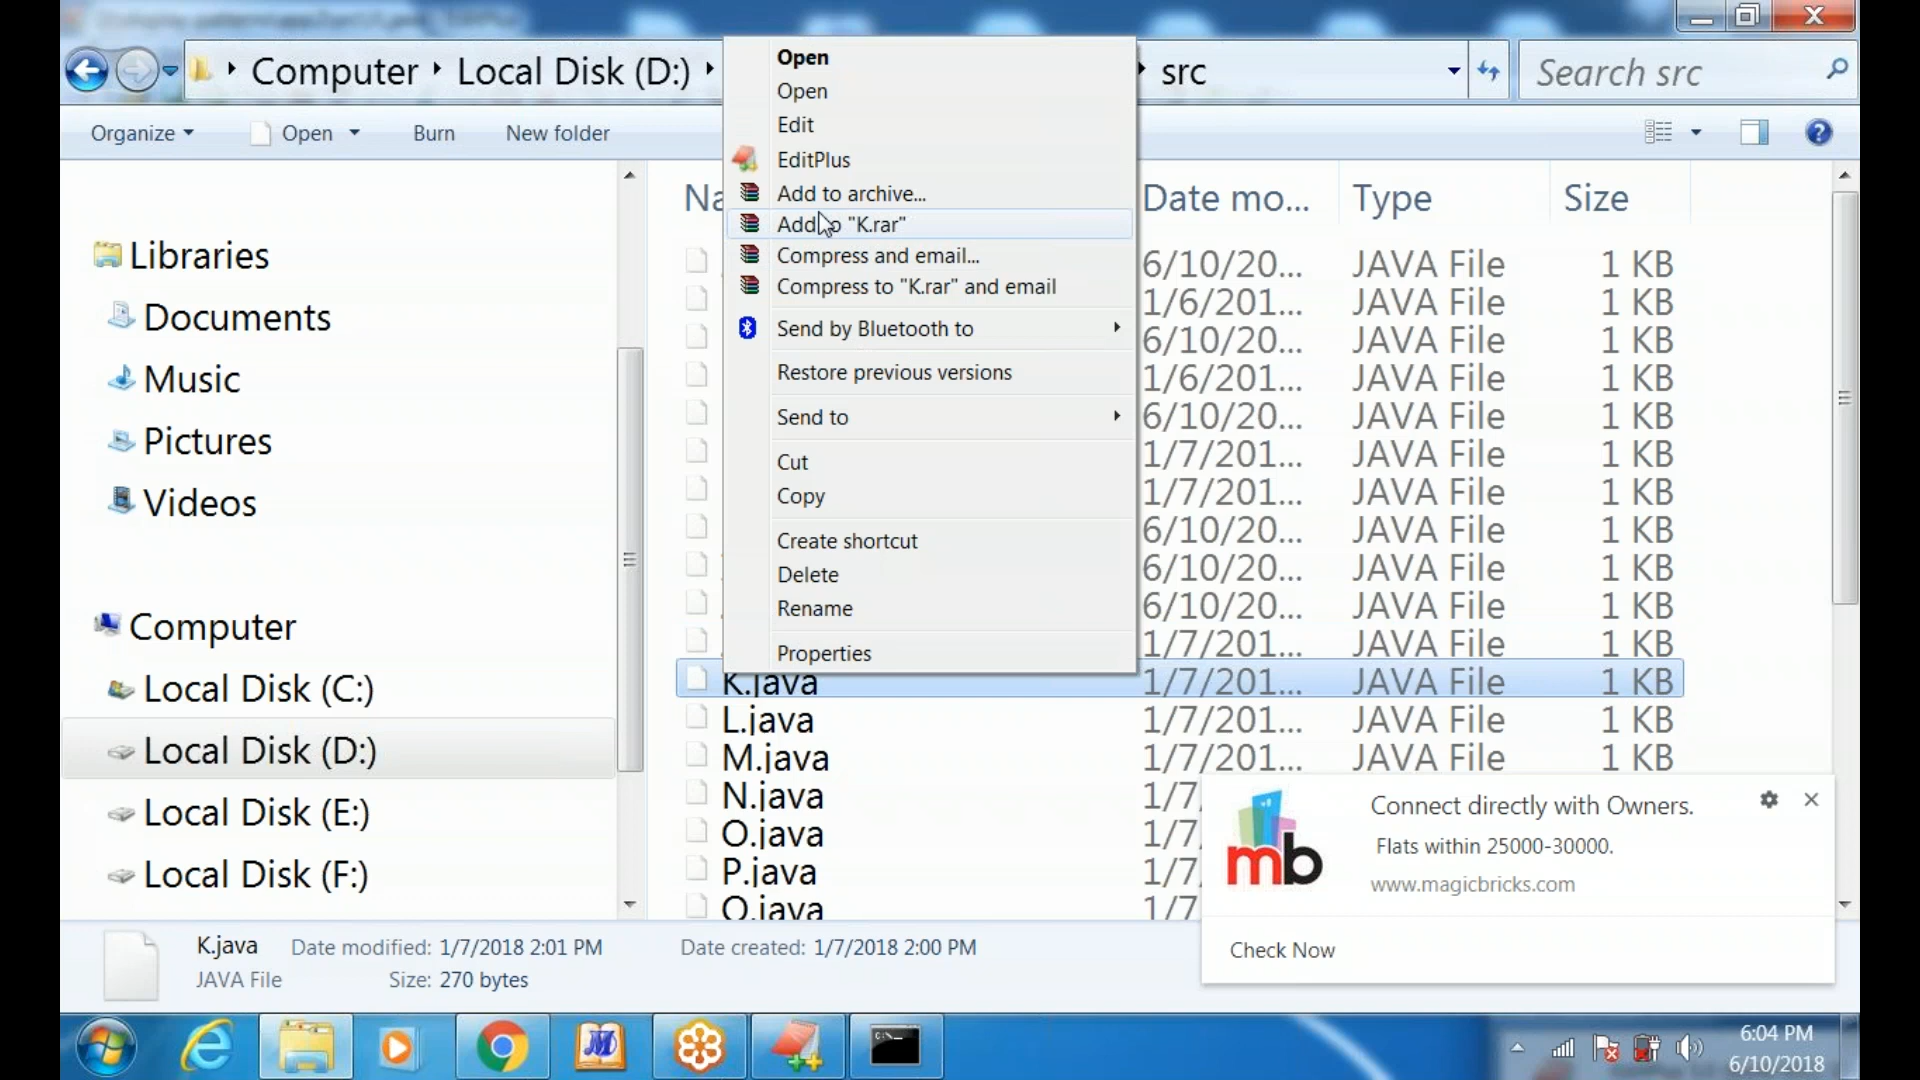 Computer Local Disk (D:) src Search src
Organize Open Burn New folder
Open
Open
Edit
EditPlus
Add to archive...
Add to "K.rar"
Compress and email...
Compress to "K.rar" and email
Send by Bluetooth to
Restore previous versions
Send to
Cut
Copy
Create shortcut
Delete
Rename
Properties
Libraries
Documents
Music
Pictures
Videos
Computer
Local Disk (C:)
Local Disk (D:)
Local Disk (E:)
Local Disk (F:)
Na Date mo... Type Size
6/10/20... JAVA File 1 KB
1/6/201... JAVA File 1 KB
6/10/20... JAVA File 1 KB
1/6/201... JAVA File 1 KB
6/10/20... JAVA File 1 KB
1/7/201... JAVA File 1 KB
1/7/201... JAVA File 1 KB
6/10/20... JAVA File 1 KB
6/10/20... JAVA File 1 KB
6/10/20... JAVA File 1 KB
1/7/201... JAVA File 1 KB
K.java 1/7/201... JAVA File 1 KB
L.java 1/7/201... JAVA File 1 KB
M.java 1/7/201... JAVA File 1 KB
N.java 1/7
O.java 1/7
P.java 1/7
Q.java 1/7
mb
Connect directly with Owners.
Flats within 25000-30000.
www.magicbricks.com
Check Now
K.java Date modified: 1/7/2018 2:01 PM Date created: 1/7/2018 2:00 PM
JAVA File Size: 270 bytes
6:04 PM
6/10/2018